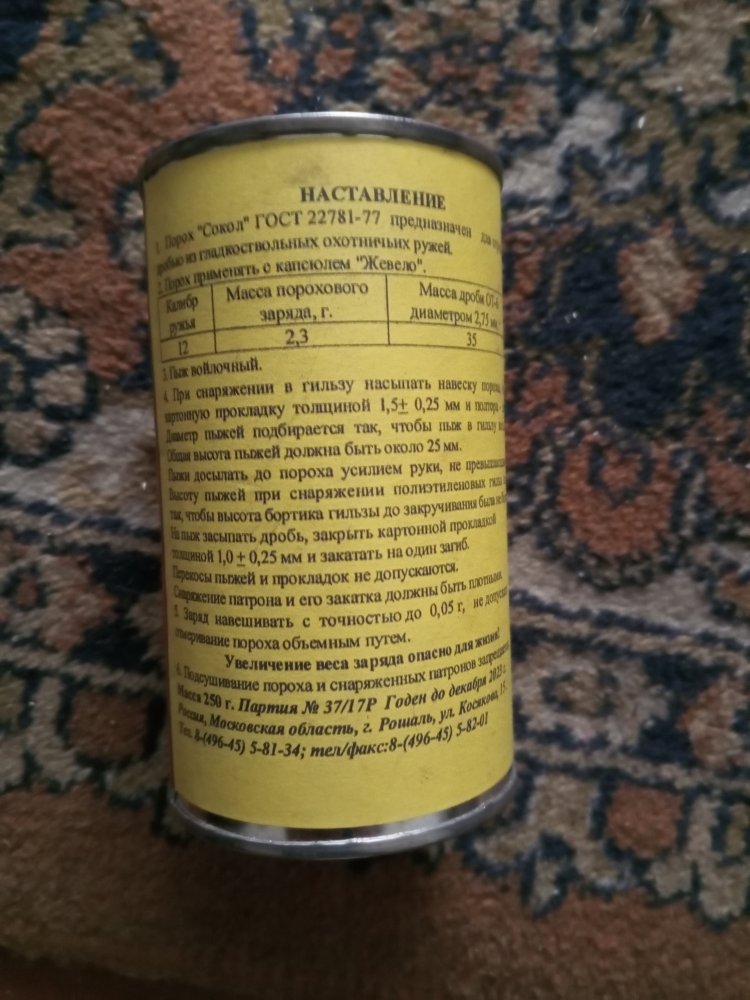 НАСТАВЛЕНИЕ
1. Порох "Сокол" ГОСТ 22781-77 предназначен для
дробью из гладкоствольных охотничьих ружей.
2. Порох применять с капсюлем "Жевело".
Калибр ружья Масса порохового заряда, г. Масса дроби диаметром 2,75 мм
12 2,3 35
3. Пыж войлочный.
4. При снаряжении в гильзу насыпать навеску пороха,
картонную прокладку толщиной 1,5± 0,25 мм и полтора
Диаметр пыжей подбирается так, чтобы пыж в гильзу
Общая высота пыжей должна быть около 25 мм.
Пыжи досылать до пороха усилием руки, не
Высоту пыжей при снаряжении полиэтиленовых гильз
так, чтобы высота бортика гильзы до закручивания была не
На пыж засыпать дробь, закрыть картонной прокладкой
толщиной 1,0 ± 0,25 мм и закатать на один загиб.
Перекосы пыжей и прокладок не допускаются.
Снаряжение патрона и его закатка должны быть плотными.
5. Заряд навешивать с точностью до 0,05 г, не
отмеривание пороха объемным путем.
Увеличение веса заряда опасно для жизни!
6. Подсушивание пороха и снаряженных патронов
Масса 250 г. Партия № 37/17Р Годен до декабря 2023 г.
Россия, Московская область, г. Рошаль, ул. Косякова, 15.
Тел. 8-(496-45) 5-81-34; тел/факс:8-(496-45) 5-82-01